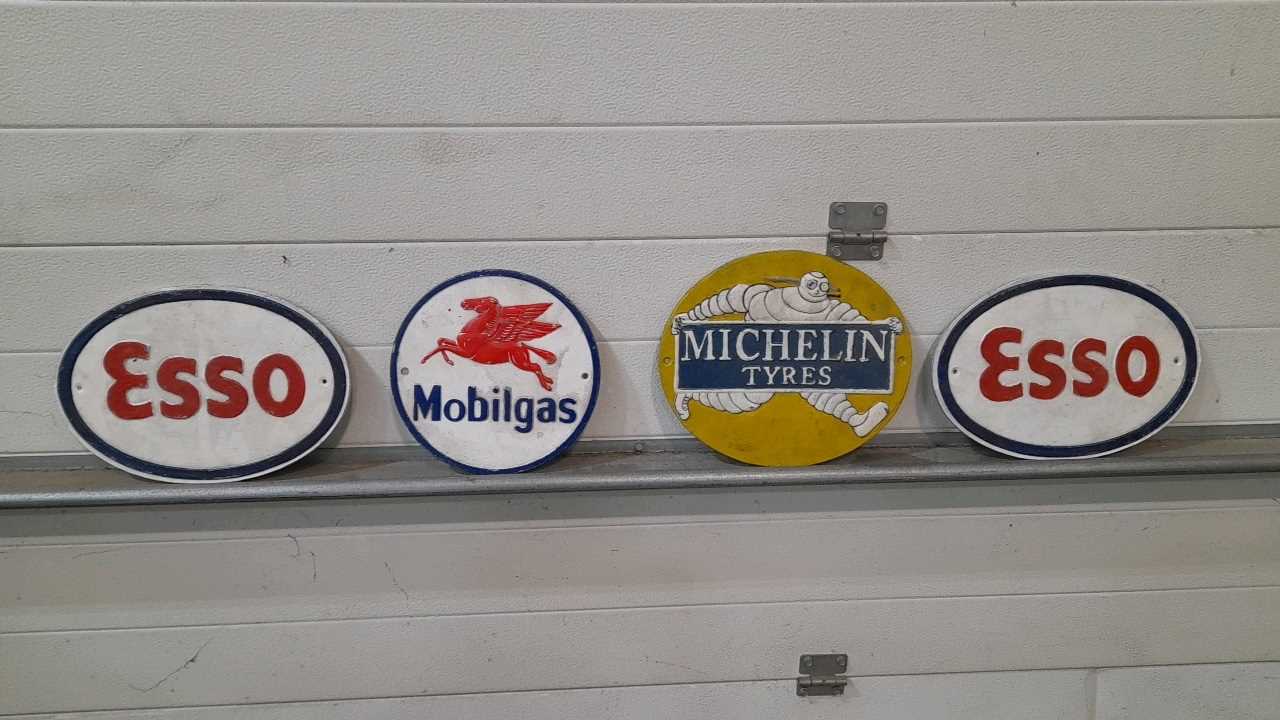 Esso
Mobilgas
MICHELIN
TYRES
Esso